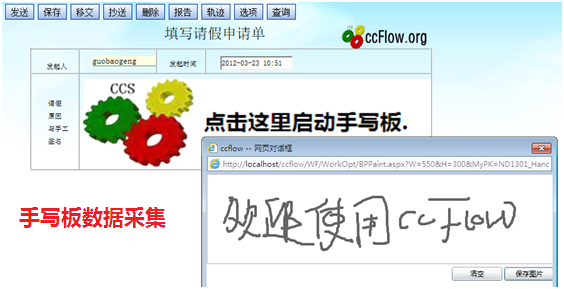 发送 保存 移交 抄送 删除 报告 轨迹 选项 查询
填写请假申请单
ccFlow.org
发起人 guobaogeng 发起时间 2012-03-23 10:51
CCS
请假
原因
与手工
签名
点击这里启动手写板.
ccflow -- 网页对话框
http://localhost/ccflow/WF/WorkOpt/BPPaint.aspx?W=550&H=300&MyPK=ND1301_Hand
手写板数据采集
欢迎使用ccFlow
清空 保存图片